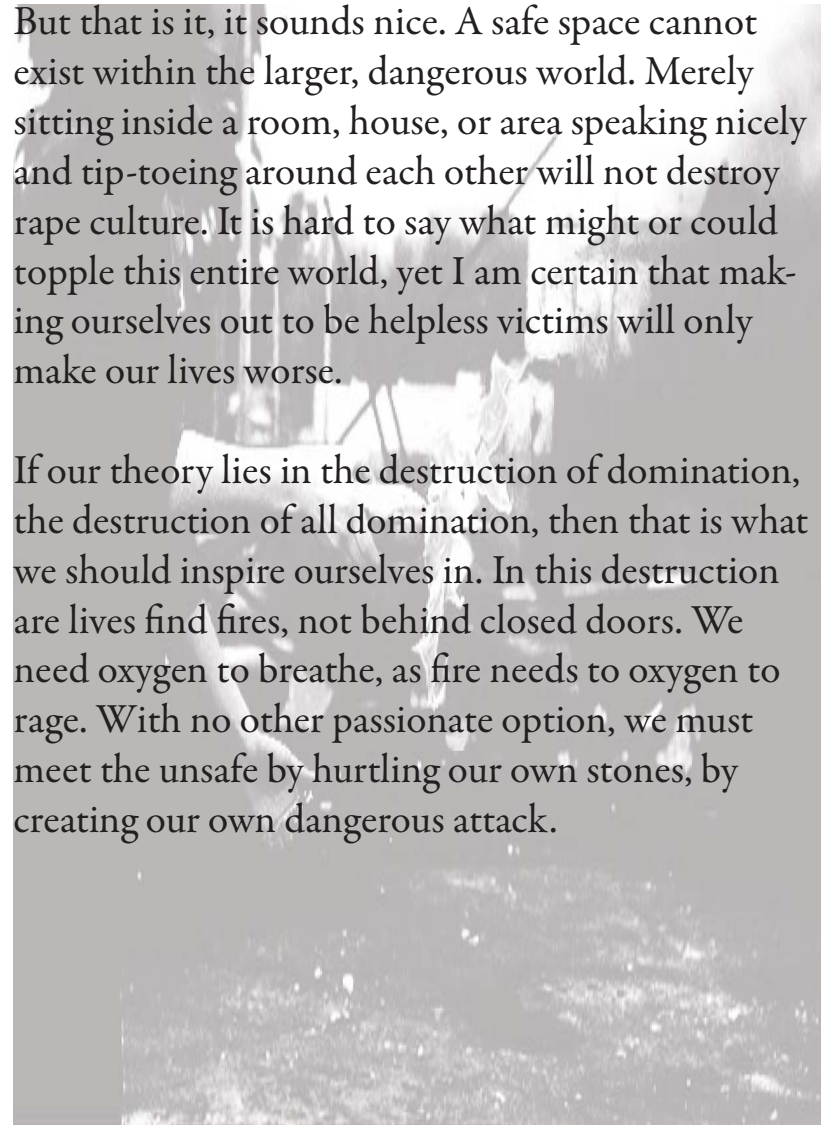 But that is it, it sounds nice. A safe space cannot
exist within the larger, dangerous world. Merely
sitting inside a room, house, or area speaking nicely
and tip-toeing around each other will not destroy
rape culture. It is hard to say what might or could
topple this entire world, yet I am certain that mak-
ing ourselves out to be helpless victims will only
make our lives worse.
If our theory lies in the destruction of domination,
the destruction of all domination, then that is what
we should inspire ourselves in. In this destruction
are lives find fires, not behind closed doors. We
need oxygen to breathe, as fire needs to oxygen to
rage. With no other passionate option, we must
meet the unsafe by hurtling our own stones, by
creating our own dangerous attack.